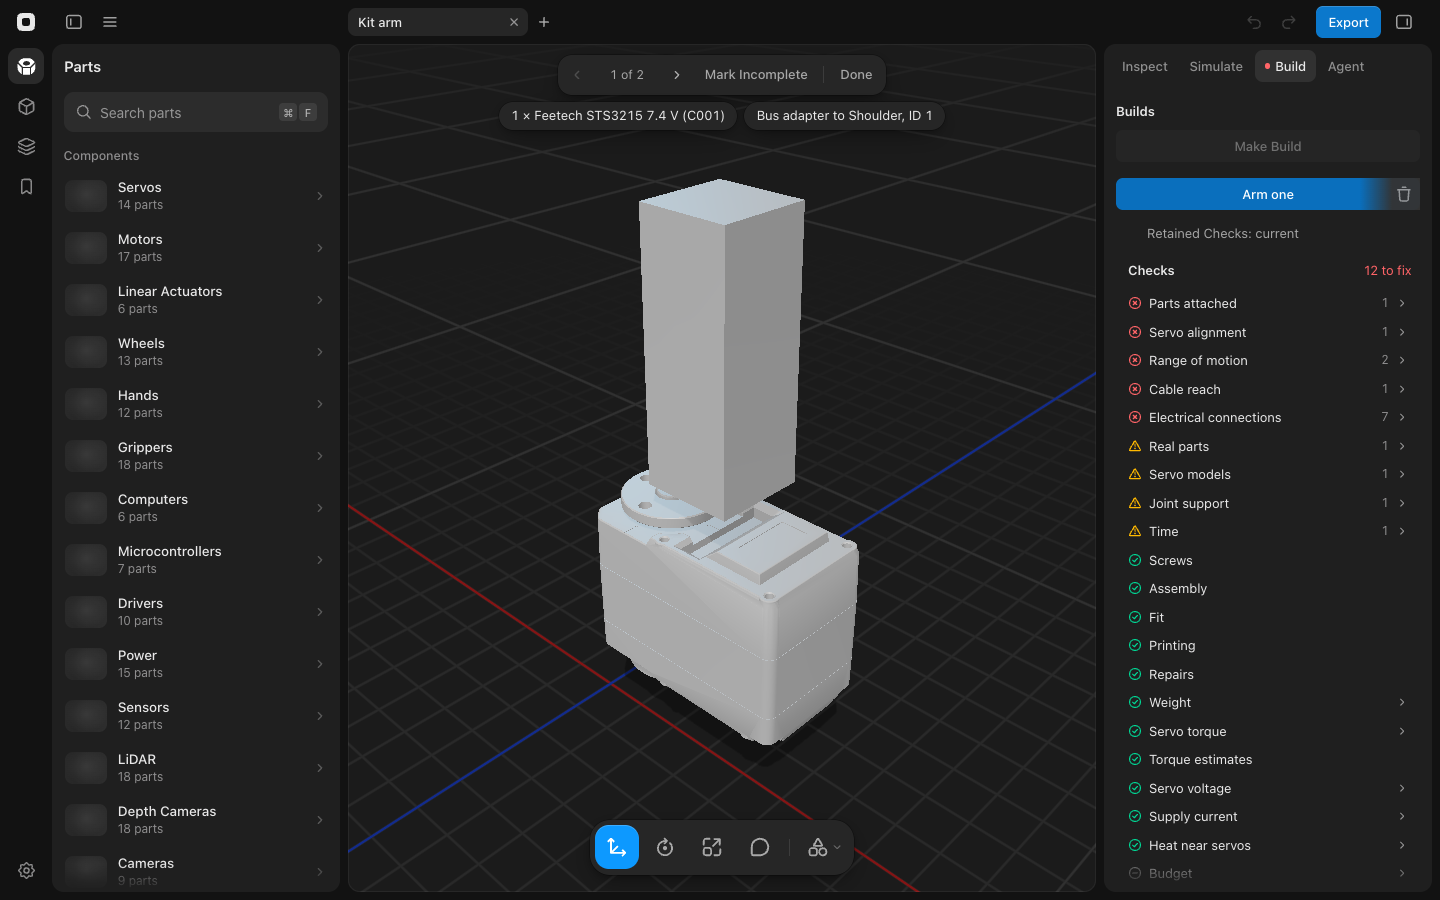 Kit arm
Export
Parts
Search parts
⌘ F
Components
Servos
14 parts
Motors
17 parts
Linear Actuators
6 parts
Wheels
13 parts
Hands
12 parts
Grippers
18 parts
Computers
6 parts
Microcontrollers
7 parts
Drivers
10 parts
Power
15 parts
Sensors
12 parts
LiDAR
18 parts
Depth Cameras
18 parts
Cameras
9 parts
1 of 2
Mark Incomplete
Done
1 × Feetech STS3215 7.4 V (C001)
Bus adapter to Shoulder, ID 1
Inspect
Simulate
Build
Agent
Builds
Make Build
Arm one
Retained Checks: current
Checks 12 to fix
Parts attached 1
Servo alignment 1
Range of motion 2
Cable reach 1
Electrical connections 7
Real parts 1
Servo models 1
Joint support 1
Time 1
Screws
Assembly
Fit
Printing
Repairs
Weight
Servo torque
Torque estimates
Servo voltage
Supply current
Heat near servos
Budget